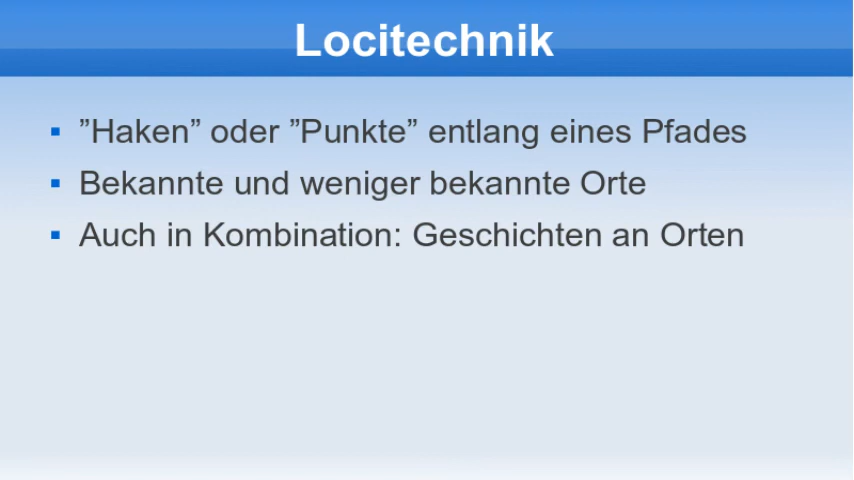 Locitechnik
▪ ”Haken” oder ”Punkte” entlang eines Pfades
▪ Bekannte und weniger bekannte Orte
▪ Auch in Kombination: Geschichten an Orten